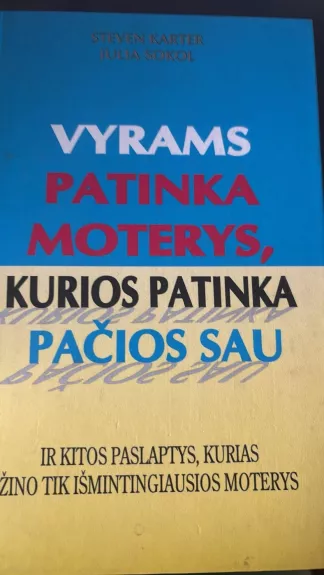 STEVEN KARTER
JULIA SOKOL
VYRAMS
PATINKA
MOTERYS,
KURIOS PATINKA
PAČIOS SAU
IR KITOS PASLAPTYS, KURIAS
ŽINO TIK IŠMINTINGIAUSIOS MOTERYS